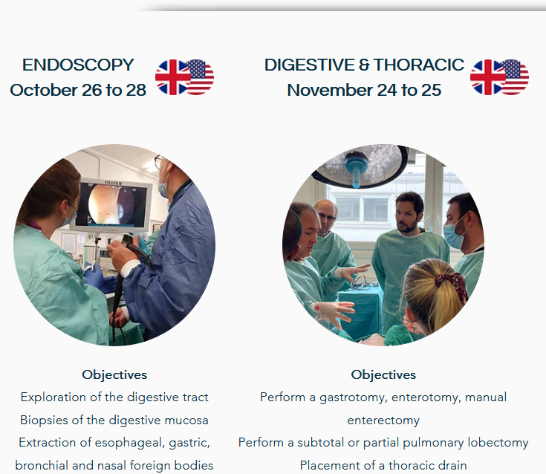 ENDOSCOPY
October 26 to 28
DIGESTIVE & THORACIC
November 24 to 25
Objectives
Exploration of the digestive tract
Biopsies of the digestive mucosa
Extraction of esophageal, gastric,
bronchial and nasal foreign bodies
Objectives
Perform a gastrotomy, enterotomy, manual
enterectomy
Perform a subtotal or partial pulmonary lobectomy
Placement of a thoracic drain